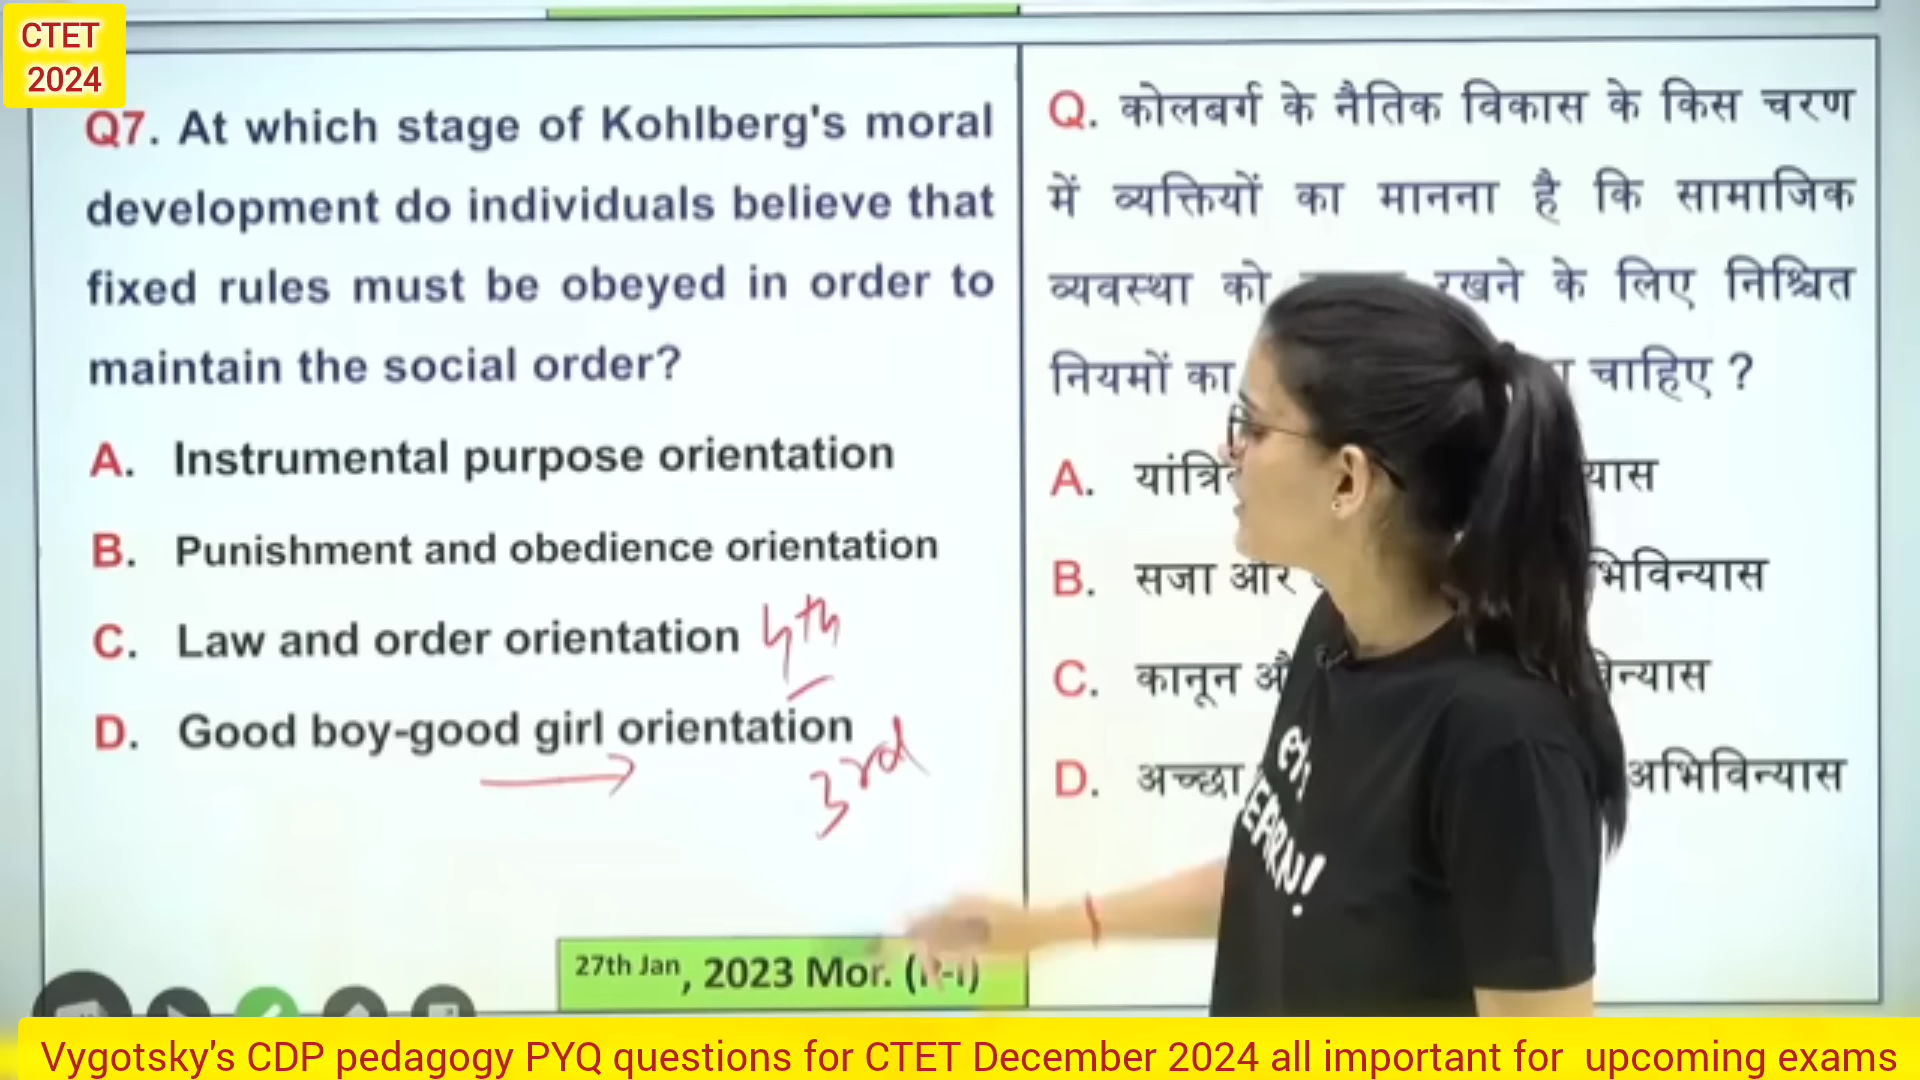 CTET
2024
Q7. At which stage of Kohlberg's moral
development do individuals believe that
fixed rules must be obeyed in order to
maintain the social order?
A. Instrumental purpose orientation
B. Punishment and obedience orientation
C. Law and order orientation 4th
D. Good boy-good girl orientation
3rd
27th Jan, 2023 Mor.
Q. कोलबर्ग के नैतिक विकास के किस चरण
में व्यक्तियों का मानना है कि सामाजिक
व्यवस्था को रखने के लिए निश्चित
नियमों का चाहिए ?
A.
B. सजा और
C. कानून
D. अच्छा अभिविन्यास
Vygotsky's CDP pedagogy PYQ questions for CTET December 2024 all important for upcoming exams